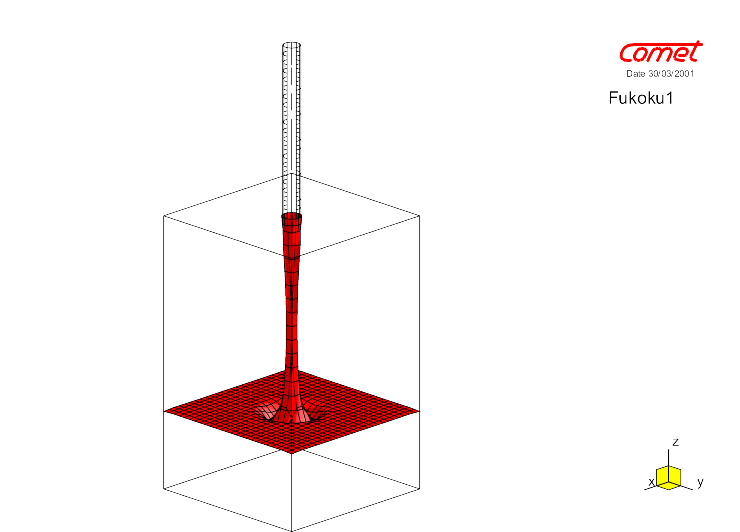 Comet
Date 30/03/2001
Fukoku1
z
x
y